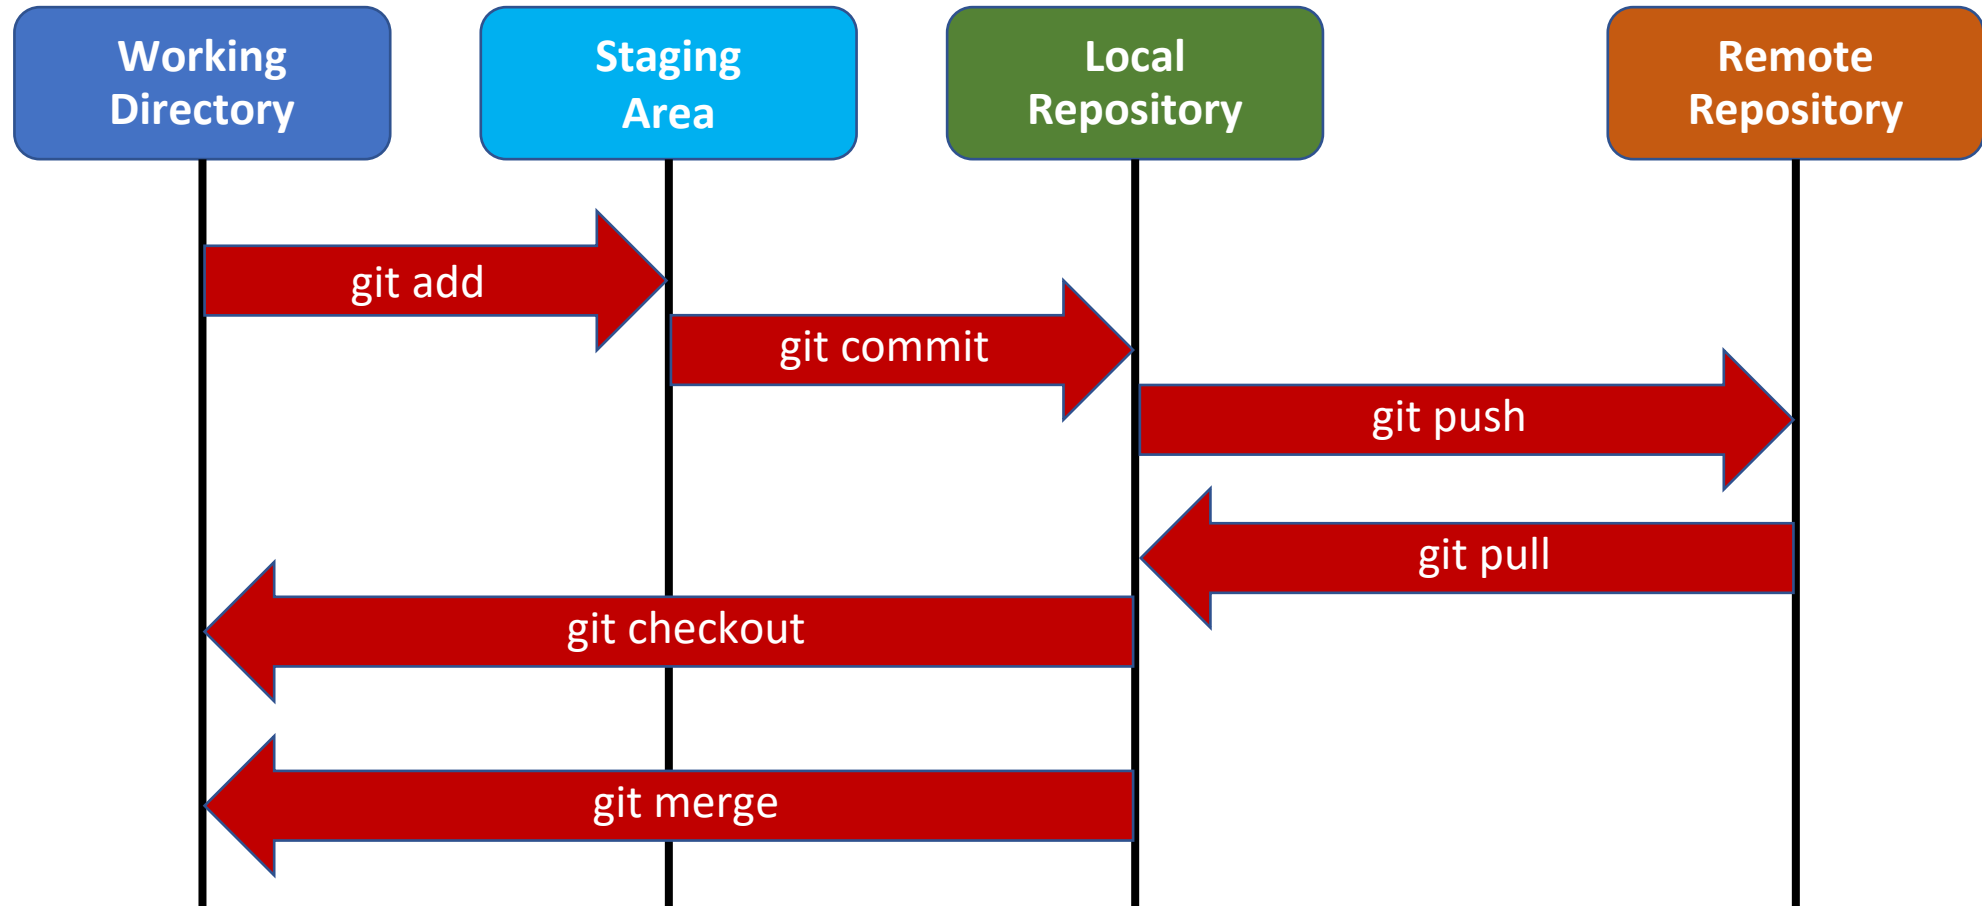 Working
Directory
Staging
Area
Local
Repository
Remote
Repository
git add
git commit
git push
git pull
git checkout
git merge